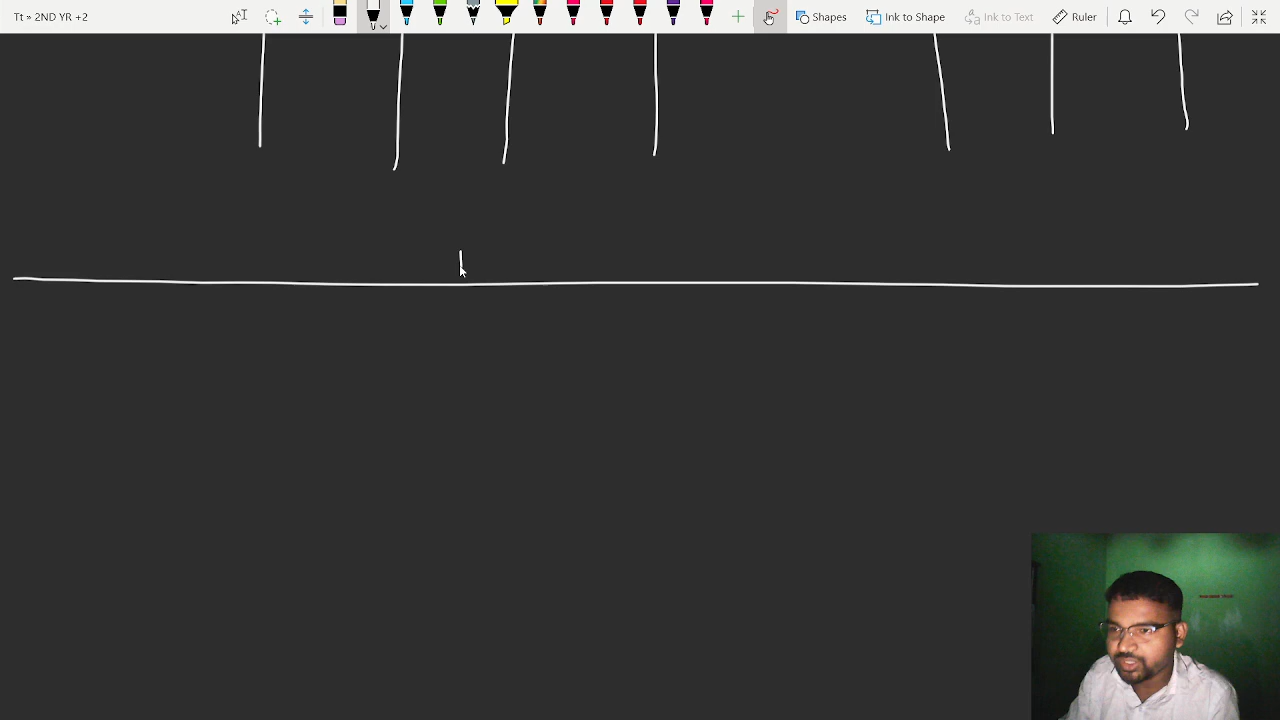 Tt » 2ND YR +2
Shapes
Ink to Shape
Ink to Text
Ruler